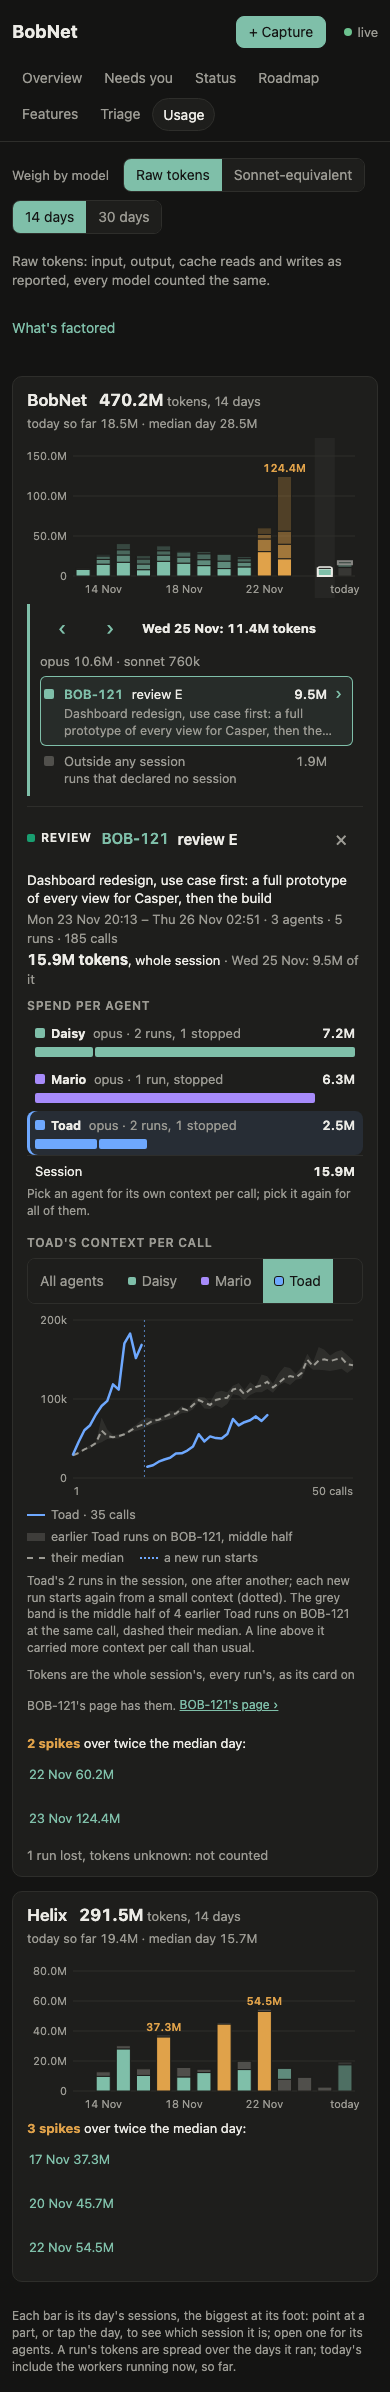 BobNet
+ Capture
live
Overview
Needs you
Status
Roadmap
Features
Triage
Usage
Weigh by model
Raw tokens
Sonnet-equivalent
14 days
30 days
Raw tokens: input, output, cache reads and writes as
reported, every model counted the same.
What's factored
BobNet 470.2M tokens, 14 days
today so far 18.5M · median day 28.5M
150.0M
124.4M
100.0M
50.0M
0
14 Nov
18 Nov
22 Nov
today
‹ › Wed 25 Nov: 11.4M tokens
opus 10.6M · sonnet 760k
BOB-121 review E 9.5M ›
Dashboard redesign, use case first: a full
prototype of every view for Casper, then the...
Outside any session 1.9M
runs that declared no session
REVIEW BOB-121 review E ×
Dashboard redesign, use case first: a full prototype
of every view for Casper, then the build
Mon 23 Nov 20:13 – Thu 26 Nov 02:51 · 3 agents · 5
runs · 185 calls
15.9M tokens, whole session · Wed 25 Nov: 9.5M of
it
SPEND PER AGENT
Daisy opus · 2 runs, 1 stopped 7.2M
Mario opus · 1 run, stopped 6.3M
Toad opus · 2 runs, 1 stopped 2.5M
Session 15.9M
Pick an agent for its own context per call; pick it again for
all of them.
TOAD'S CONTEXT PER CALL
All agents
Daisy
Mario
Toad
200k
100k
0
1
50 calls
Toad · 35 calls
earlier Toad runs on BOB-121, middle half
their median
a new run starts
Toad's 2 runs in the session, one after another; each new
run starts again from a small context (dotted). The grey
band is the middle half of 4 earlier Toad runs on BOB-121
at the same call, dashed their median. A line above it
carried more context per call than usual.
Tokens are the whole session's, every run's, as its card on
BOB-121's page has them. BOB-121's page ›
2 spikes over twice the median day:
22 Nov 60.2M
23 Nov 124.4M
1 run lost, tokens unknown: not counted
Helix 291.5M tokens, 14 days
today so far 19.4M · median day 15.7M
80.0M
60.0M
54.5M
40.0M
37.3M
20.0M
0
14 Nov
18 Nov
22 Nov
today
3 spikes over twice the median day:
17 Nov 37.3M
20 Nov 45.7M
22 Nov 54.5M
Each bar is its day's sessions, the biggest at its foot: point at a
part, or tap the day, to see which session it is; open one for its
agents. A run's tokens are spread over the days it ran; today's
include the workers running now, so far.